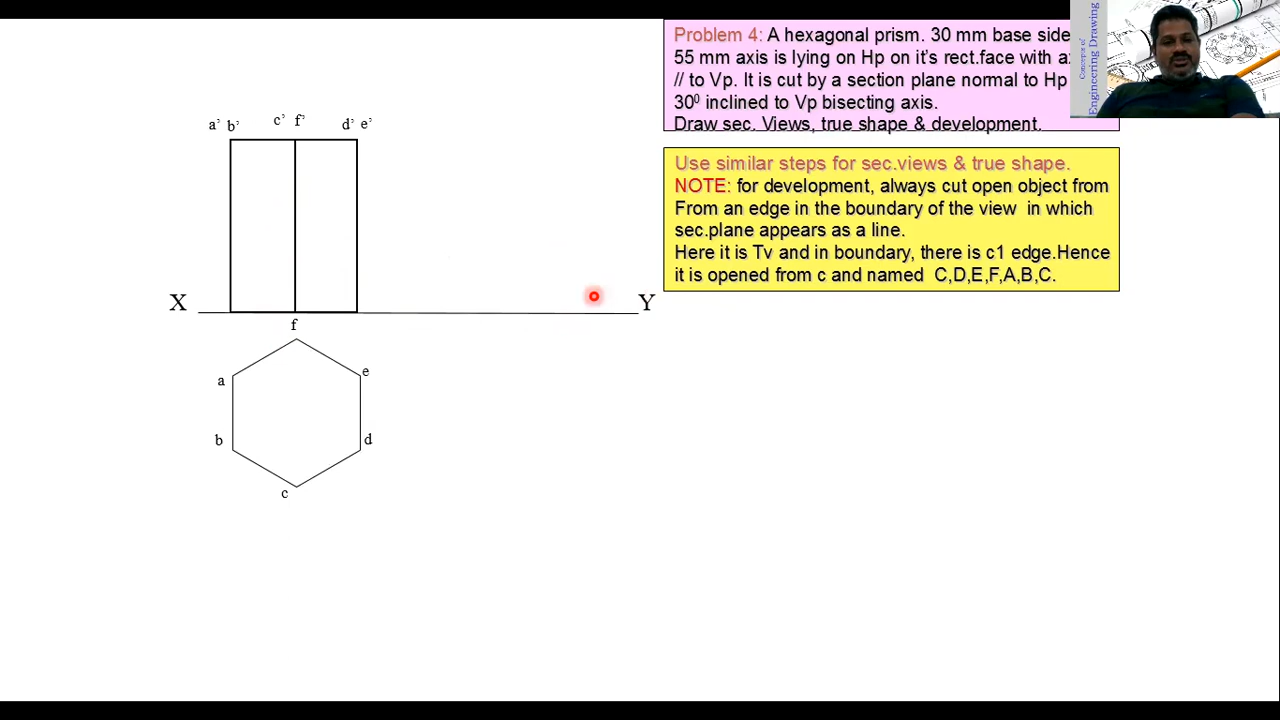 Problem 4: A hexagonal prism. 30 mm base side
55 mm axis is lying on Hp on it's rect.face with
// to Vp. It is cut by a section plane normal to Hp
30⁰ inclined to Vp bisecting axis.
Draw sec. Views, true shape & development.
Concepts of
Engineering Drawing
Use similar steps for sec.views & true shape.
NOTE: for development, always cut open object from
From an edge in the boundary of the view in which
sec.plane appears as a line.
Here it is Tv and in boundary, there is c1 edge.Hence
it is opened from c and named C,D,E,F,A,B,C.
a' b' c' f' d' e'
X Y
f
a e
b d
c